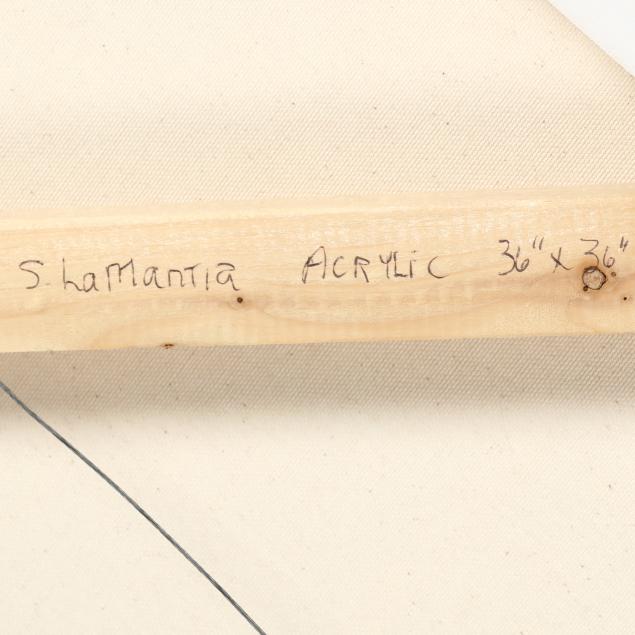 S. LaMantia ACRYLIC 36" x 36"